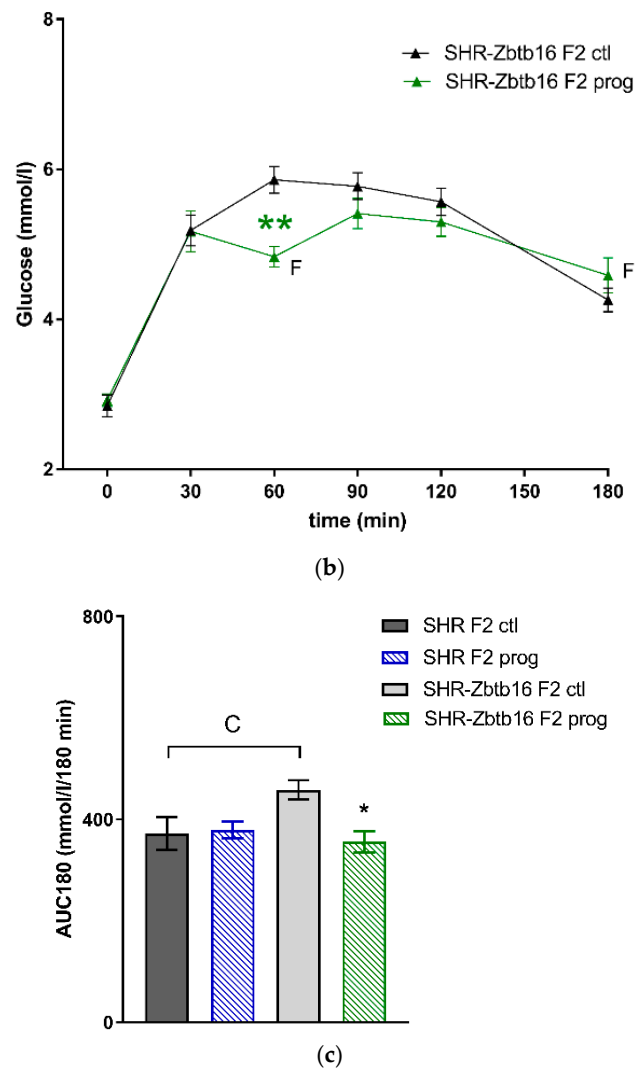 8
SHR-Zbtb16 F2 ctl
SHR-Zbtb16 F2 prog
6
**
F
F
4
2
Glucose (mmol/l)
0 30 60 90 120 150 180
time (min)
(b)
800
SHR F2 ctl
SHR F2 prog
SHR-Zbtb16 F2 ctl
SHR-Zbtb16 F2 prog
C
*
400
0
AUC180 (mmol/l/180 min)
(c)